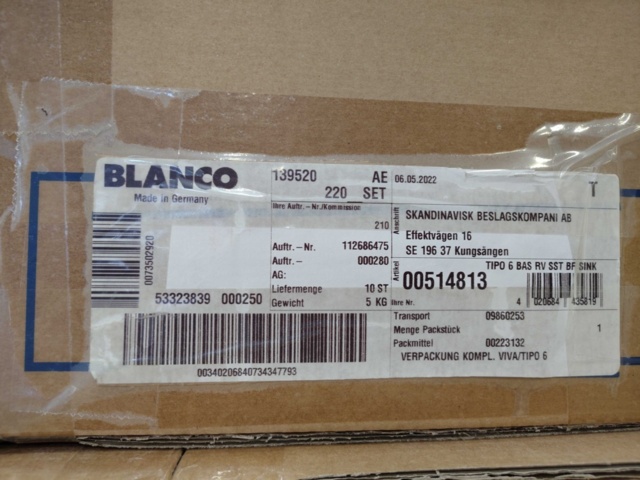 BLANCO
Made in Germany
139520 AE
220 SET
06.05.2022
T
Ihre Auftr.-Nr./Kommission
210
Anschrift
SKANDINAVISK BESLAGSKOMPANI AB
Effektvägen 16
SE 196 37 Kungsängen
0073502920
Auftr.-Nr. 112686475
Auftr.- 000280
AG:
Liefermenge 10 ST
Gewicht 5 KG
53323839 000250
Artikel
TIPO 6 BAS RV SST BF SINK
00514813
Ihre Nr.
4 020684 435819
Transport 09860253
Menge Packstück 1
Packmittel 00223132
VERPACKUNG KOMPL. VIVA/TIPO 6
00340206840734347793